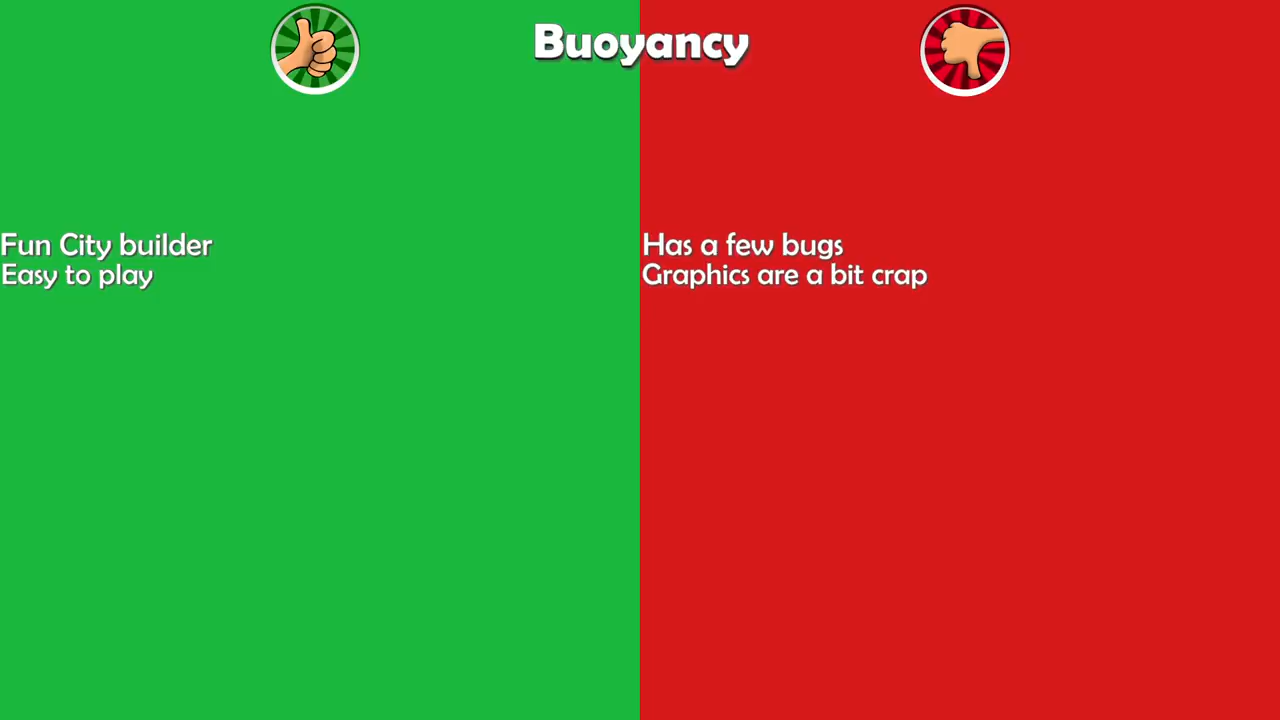 Buoyancy
Fun City builder
Easy to play
Has a few bugs
Graphics are a bit crap